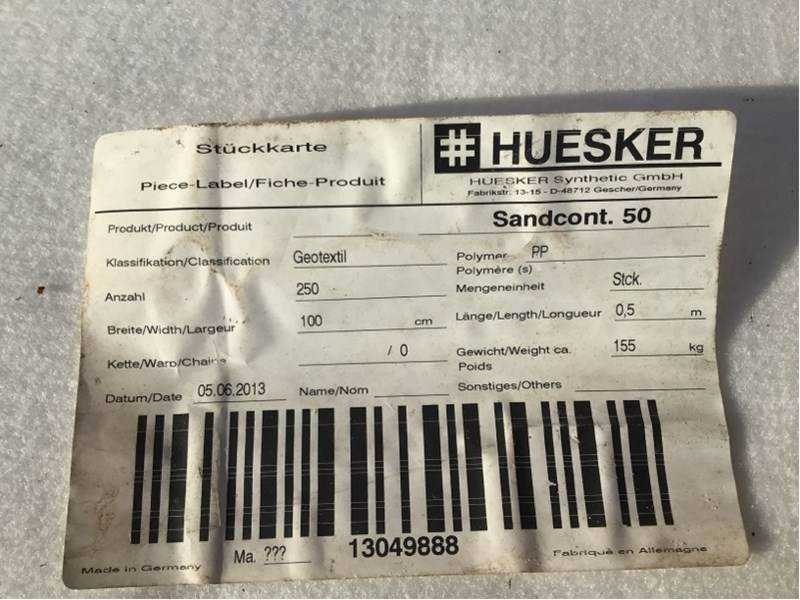 Stückkarte
Piece-Label/Fiche-Produit
HUESKER
HUESKER Synthetic GmbH
Fabrikstr. 13-15 - D-48712 Gescher/Germany
Produkt/Product/Produit Sandcont. 50
Klassifikation/Classification Geotextil
Polymer PP
Polymère (s)
Anzahl 250
Mengeneinheit Stck.
Breite/Width/Largeur 100 cm
Länge/Length/Longueur 0,5 m
Kette/Warp/Chaine / 0
Gewicht/Weight ca. 155 kg
Poids
Datum/Date 05.06.2013 Name/Nom
Sonstiges/Others
Made in Germany
Ma. ???
13049888
Fabriqué en Allemagne